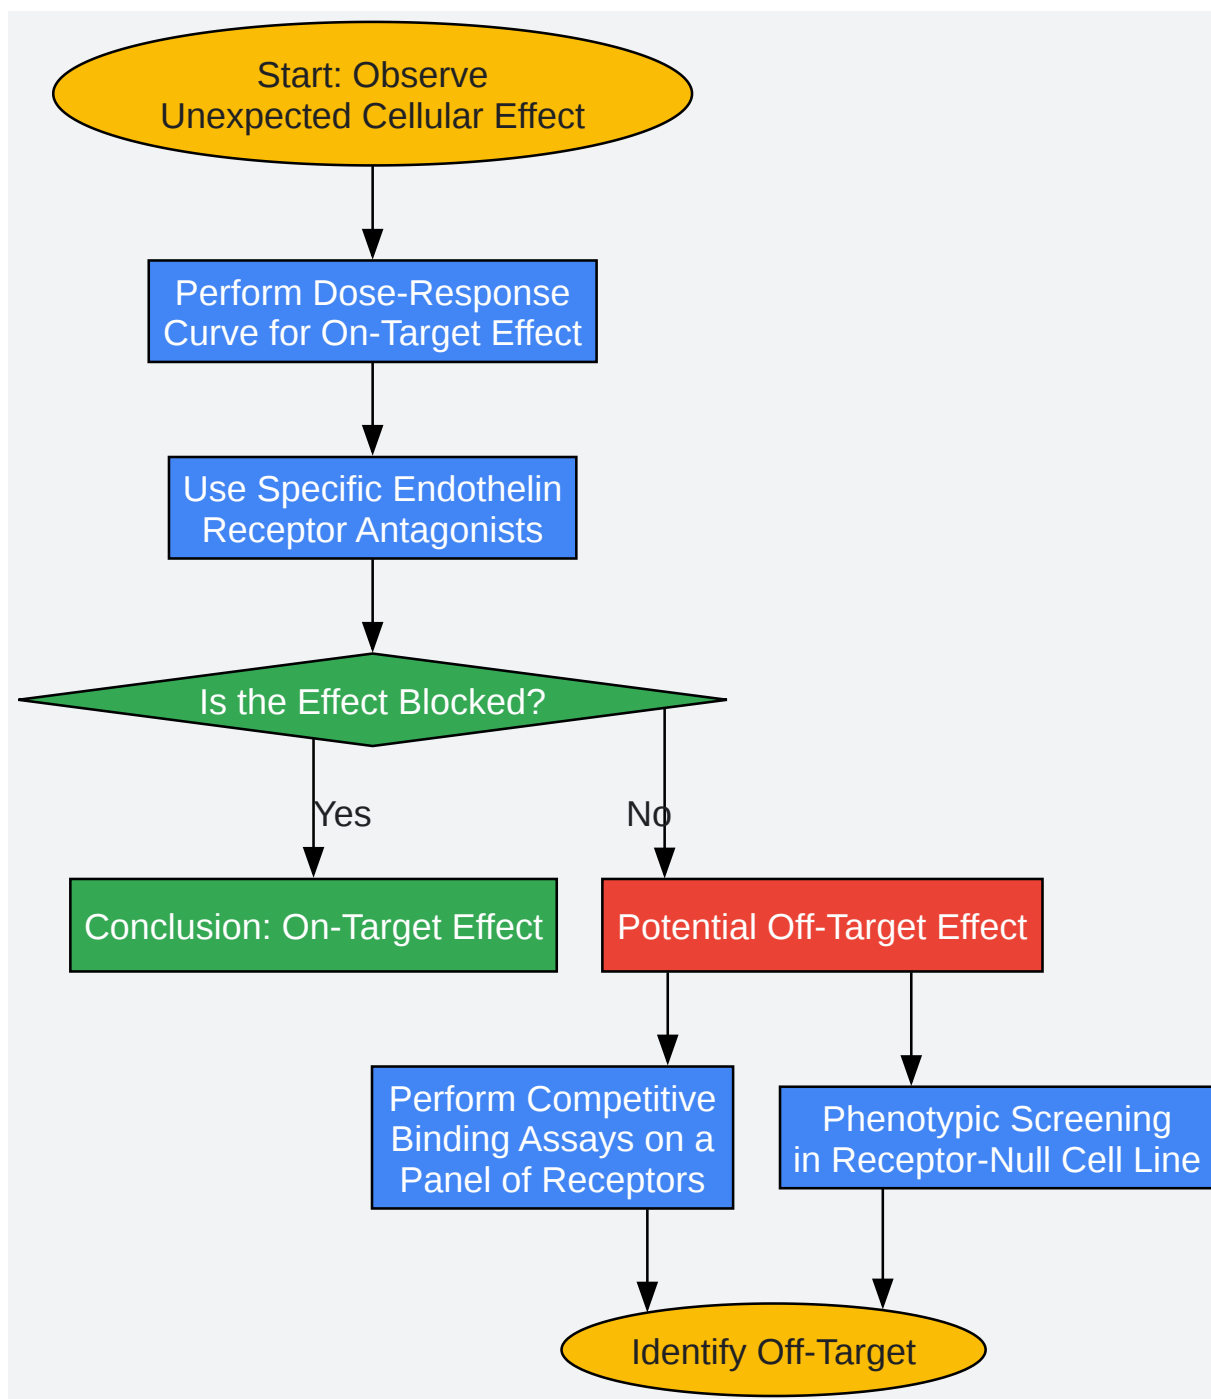 Start: Observe
Unexpected Cellular Effect
Perform Dose-Response
Curve for On-Target Effect
Use Specific Endothelin
Receptor Antagonists
Is the Effect Blocked?
Yes
No
Conclusion: On-Target Effect
Potential Off-Target Effect
Perform Competitive
Binding Assays on a
Panel of Receptors
Phenotypic Screening
in Receptor-Null Cell Line
Identify Off-Target